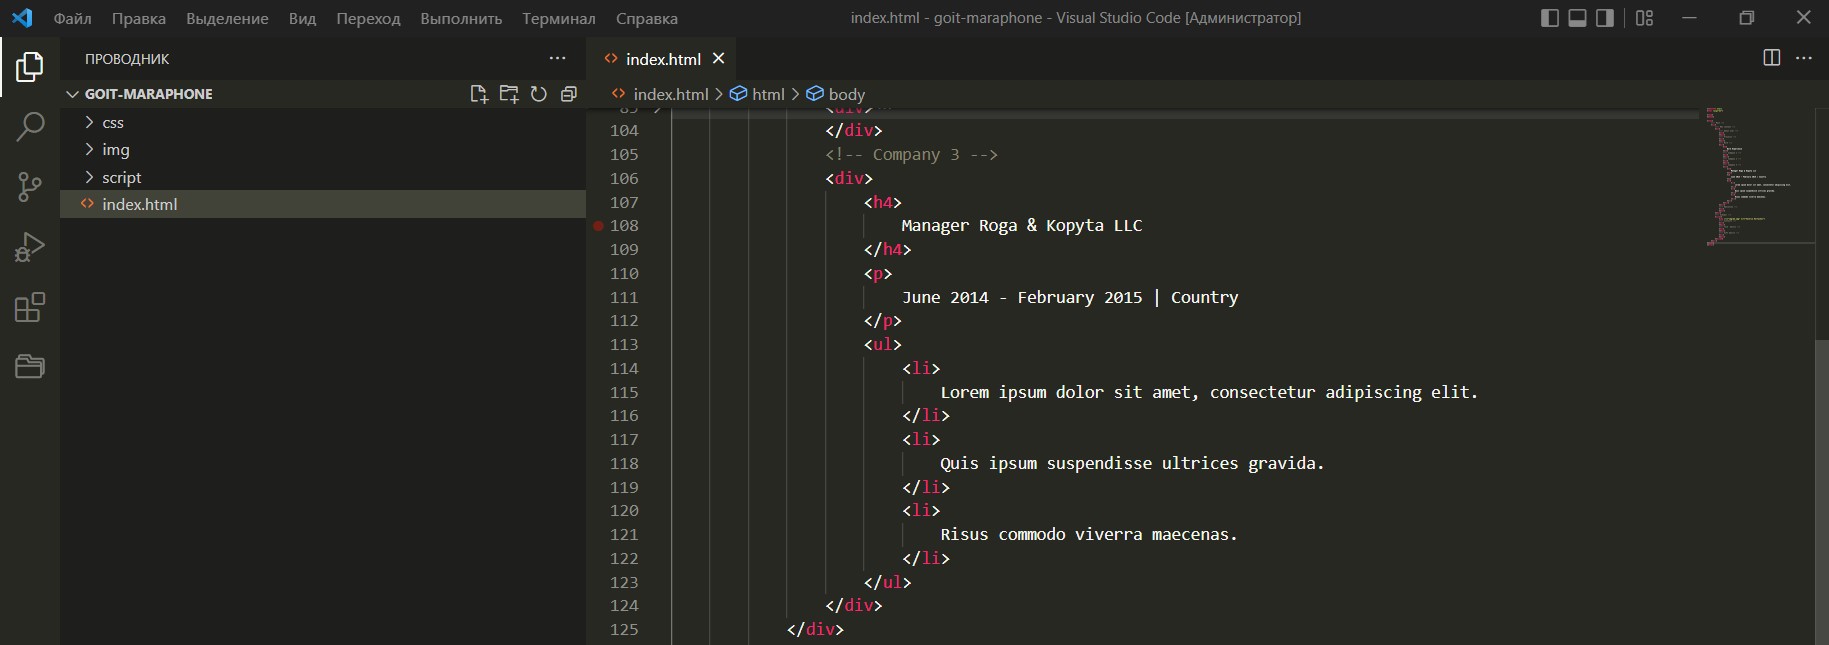 Файл Правка Выделение Вид Переход Выполнить Терминал Справка index.html - goit-maraphone - Visual Studio Code [Администратор]
ПРОВОДНИК ···
GOIT-MARAPHONE
css
img
script
index.html
index.html
index.html > html > body
<div> ···
104 </div>
105 <!-- Company 3 -->
106 <div>
107 <h4>
108 Manager Roga & Kopyta LLC
109 </h4>
110 <p>
111 June 2014 - February 2015 | Country
112 </p>
113 <ul>
114 <li>
115 Lorem ipsum dolor sit amet, consectetur adipiscing elit.
116 </li>
117 <li>
118 Quis ipsum suspendisse ultrices gravida.
119 </li>
120 <li>
121 Risus commodo viverra maecenas.
122 </li>
123 </ul>
124 </div>
125 </div>